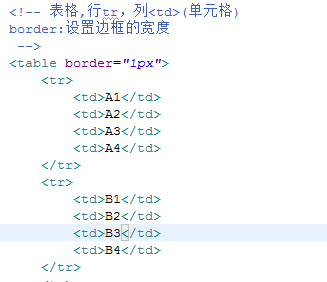 <!-- 表格,行tr，列<td>(单元格)
border:设置边框的宽度
-->
<table border="1px">
<tr>
<td>A1</td>
<td>A2</td>
<td>A3</td>
<td>A4</td>
</tr>
<tr>
<td>B1</td>
<td>B2</td>
<td>B3</td>
<td>B4</td>
</tr>